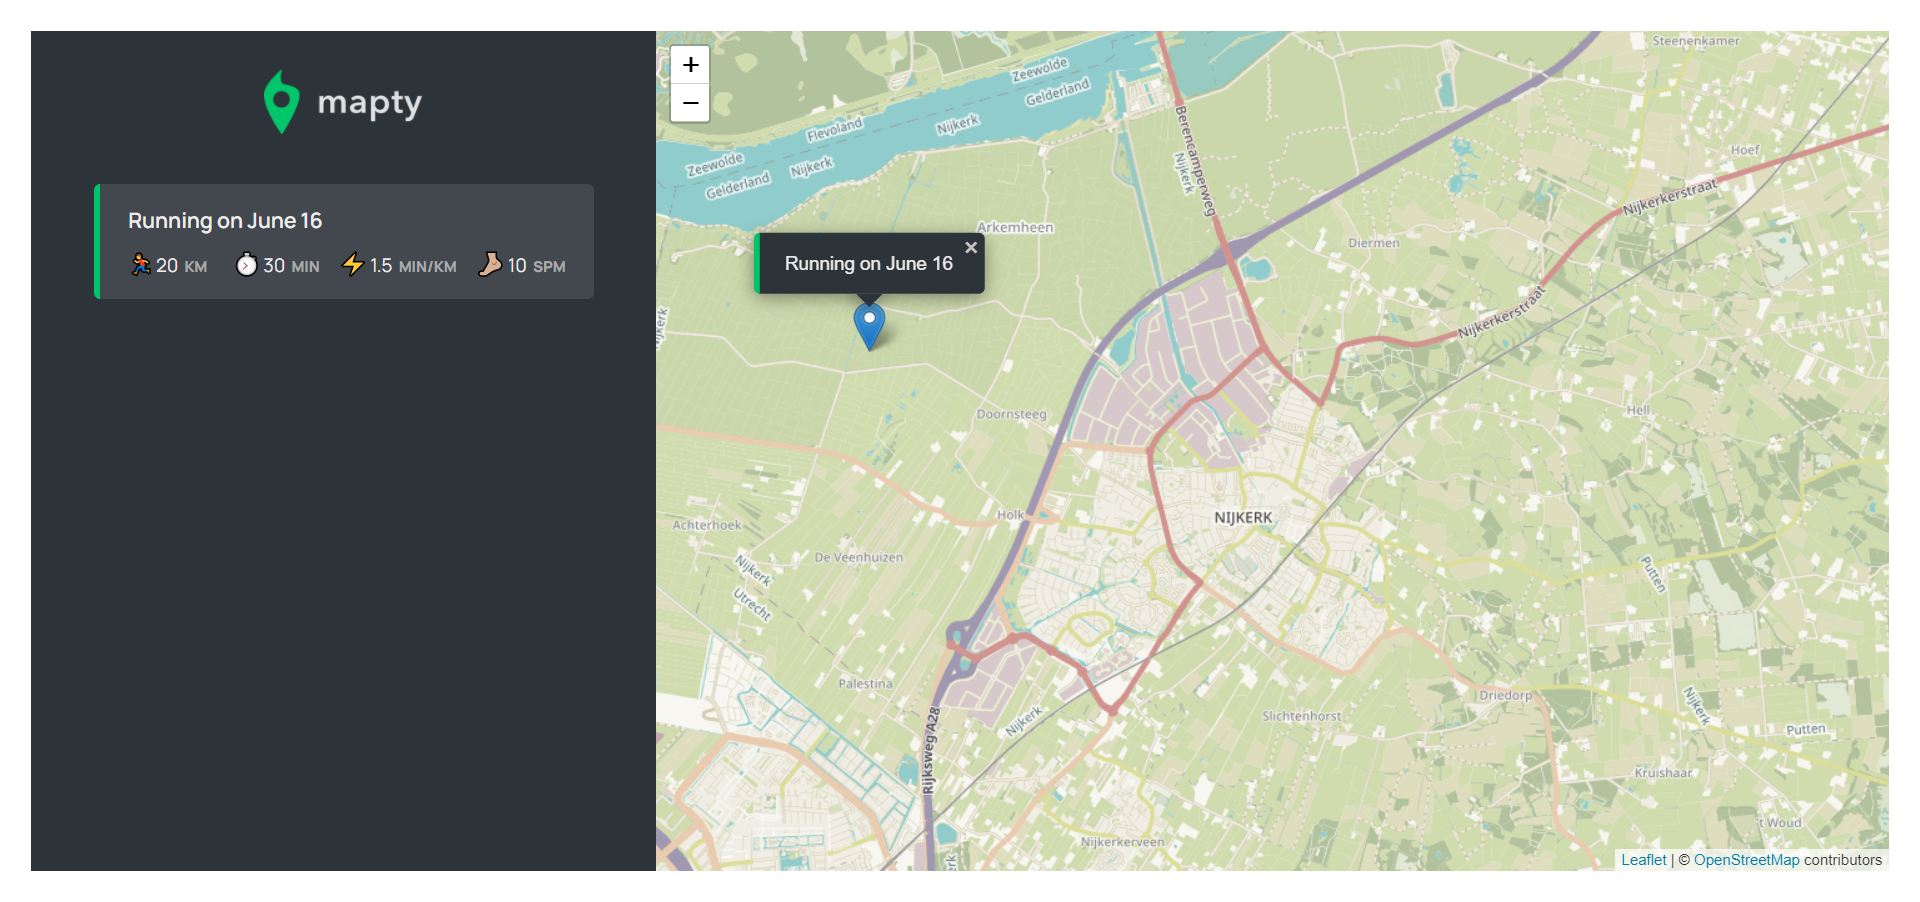 mapty
Running on June 16
20 KM
30 MIN
1.5 MIN/KM
10 SPM
+
−
Steenenkamer
Zeewolde
Gelderland
Flevoland
Nijkerk
Zeewolde
Nijkerk
Gelderland
Berencamperweg
Nijkerk
Hoef
Nijkerkerstraat
Arkemheen
Diermen
Running on June 16
×
Nijkerkerstraat
Doornsteeg
Hell
Holk
NIJKERK
Achterhoek
De Veenhuizen
Nijkerk
Utrecht
Putten
Palestina
Driedorp
Nijkerk
Slichtenhorst
Nijkerk
Putten
Rijksweg A28
Kruishaar
't Woud
Nijkerkerveen
Leaflet | © OpenStreetMap contributors